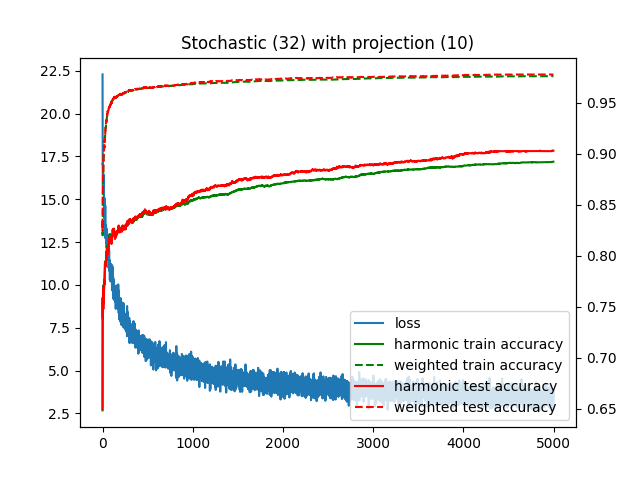 Stochastic (32) with projection (10)
22.5
20.0
17.5
15.0
12.5
10.0
7.5
5.0
2.5
0.95
0.90
0.85
0.80
0.75
0.70
0.65
loss
harmonic train accuracy
weighted train accuracy
harmonic test accuracy
weighted test accuracy
0 1000 2000 3000 4000 5000